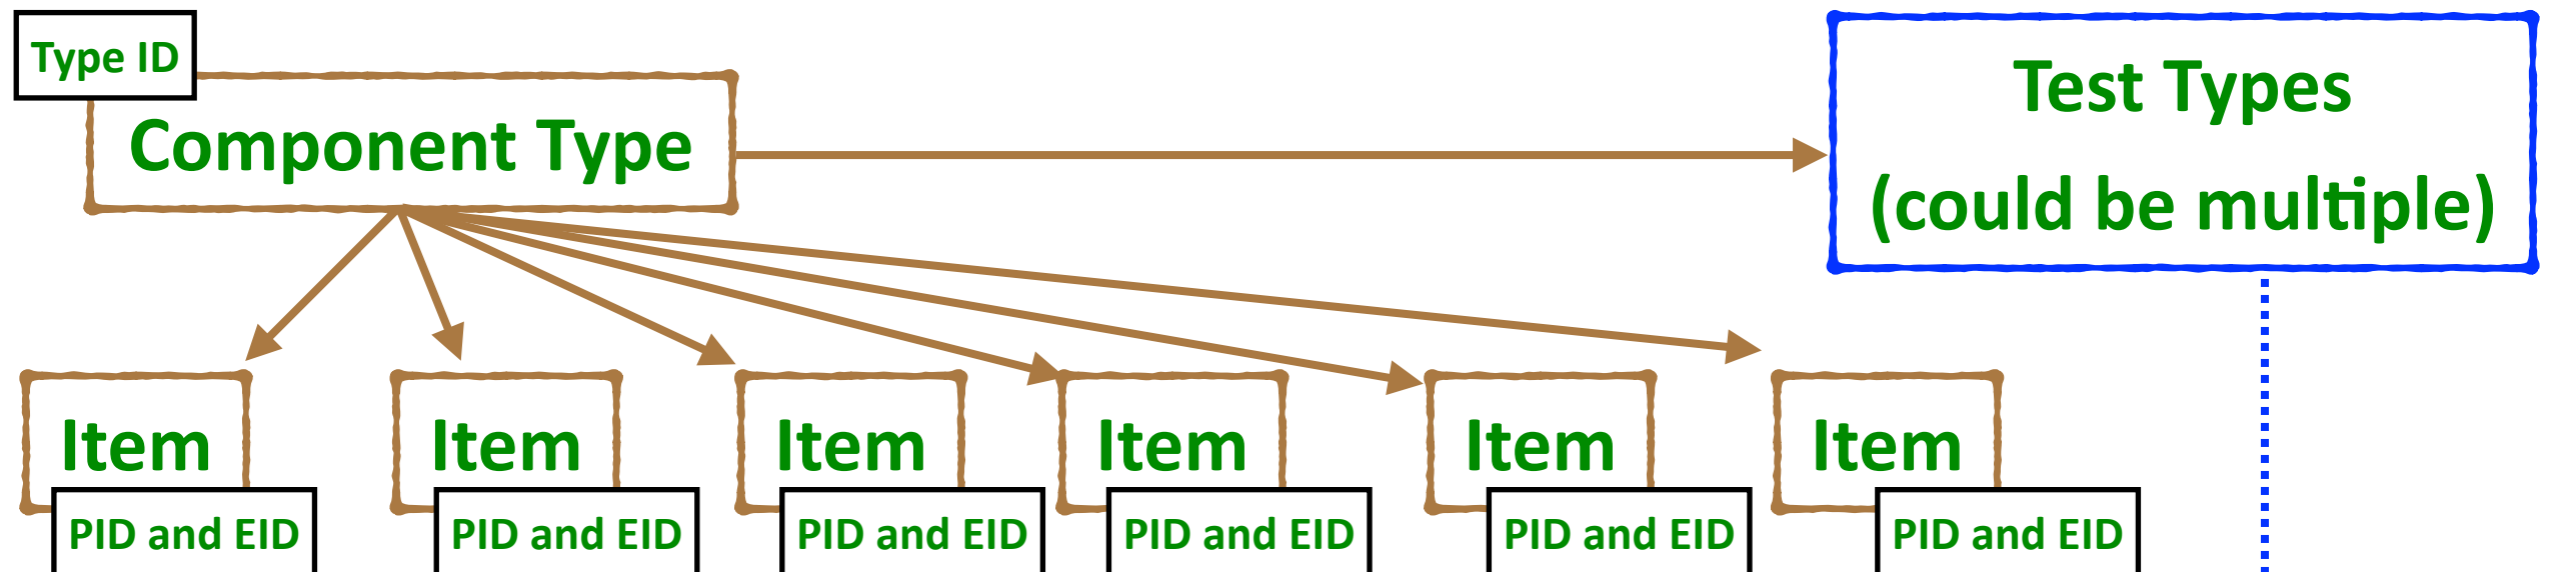 Type ID
Component Type
Test Types
(could be multiple)
Item
Item
Item
Item
Item
Item
PID and EID
PID and EID
PID and EID
PID and EID
PID and EID
PID and EID